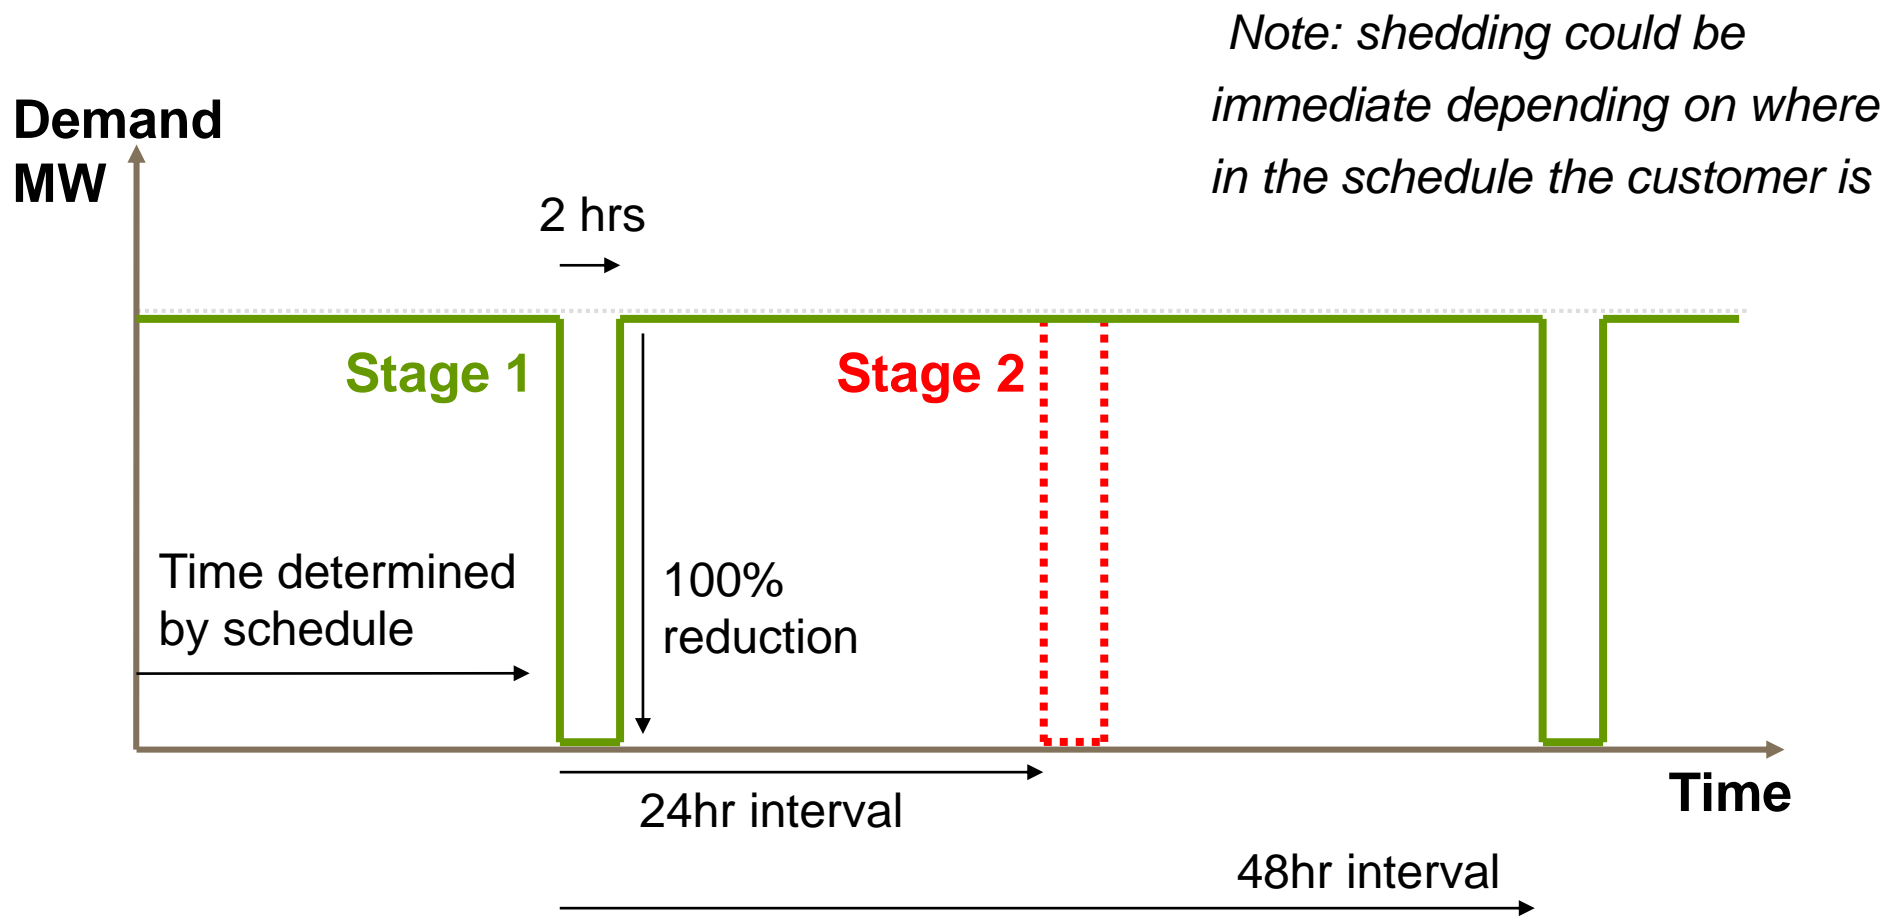 Note: shedding could be
immediate depending on where
in the schedule the customer is
Demand
MW
2 hrs
Stage 1
Stage 2
Time determined
by schedule
100%
reduction
Time
24hr interval
48hr interval